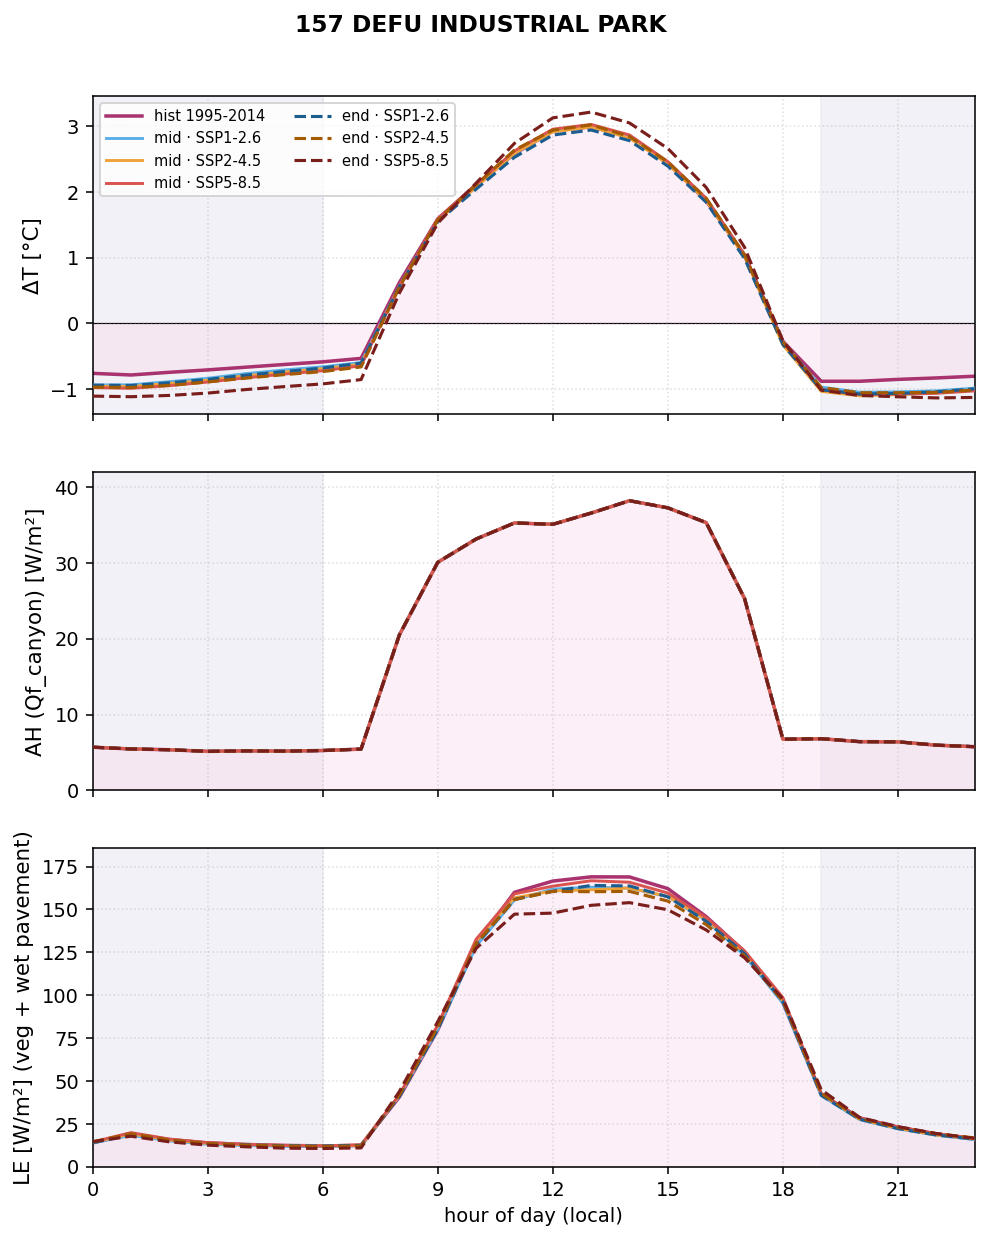 157 DEFU INDUSTRIAL PARK
hist 1995-2014
mid · SSP1-2.6
mid · SSP2-4.5
mid · SSP5-8.5
end · SSP1-2.6
end · SSP2-4.5
end · SSP5-8.5
ΔT [°C]
3
2
1
0
−1
AH (Qf_canyon) [W/m²]
40
30
20
10
0
LE [W/m²] (veg + wet pavement)
175
150
125
100
75
50
25
0
0 3 6 9 12 15 18 21
hour of day (local)